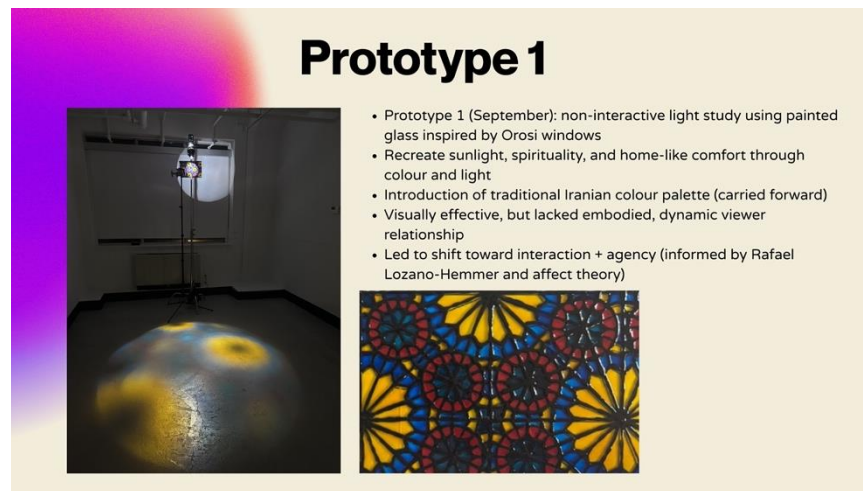 Prototype 1
• Prototype 1 (September): non-interactive light study using painted
glass inspired by Orosi windows
• Recreate sunlight, spirituality, and home-like comfort through
colour and light
• Introduction of traditional Iranian colour palette (carried forward)
• Visually effective, but lacked embodied, dynamic viewer
relationship
• Led to shift toward interaction + agency (informed by Rafael
Lozano-Hemmer and affect theory)